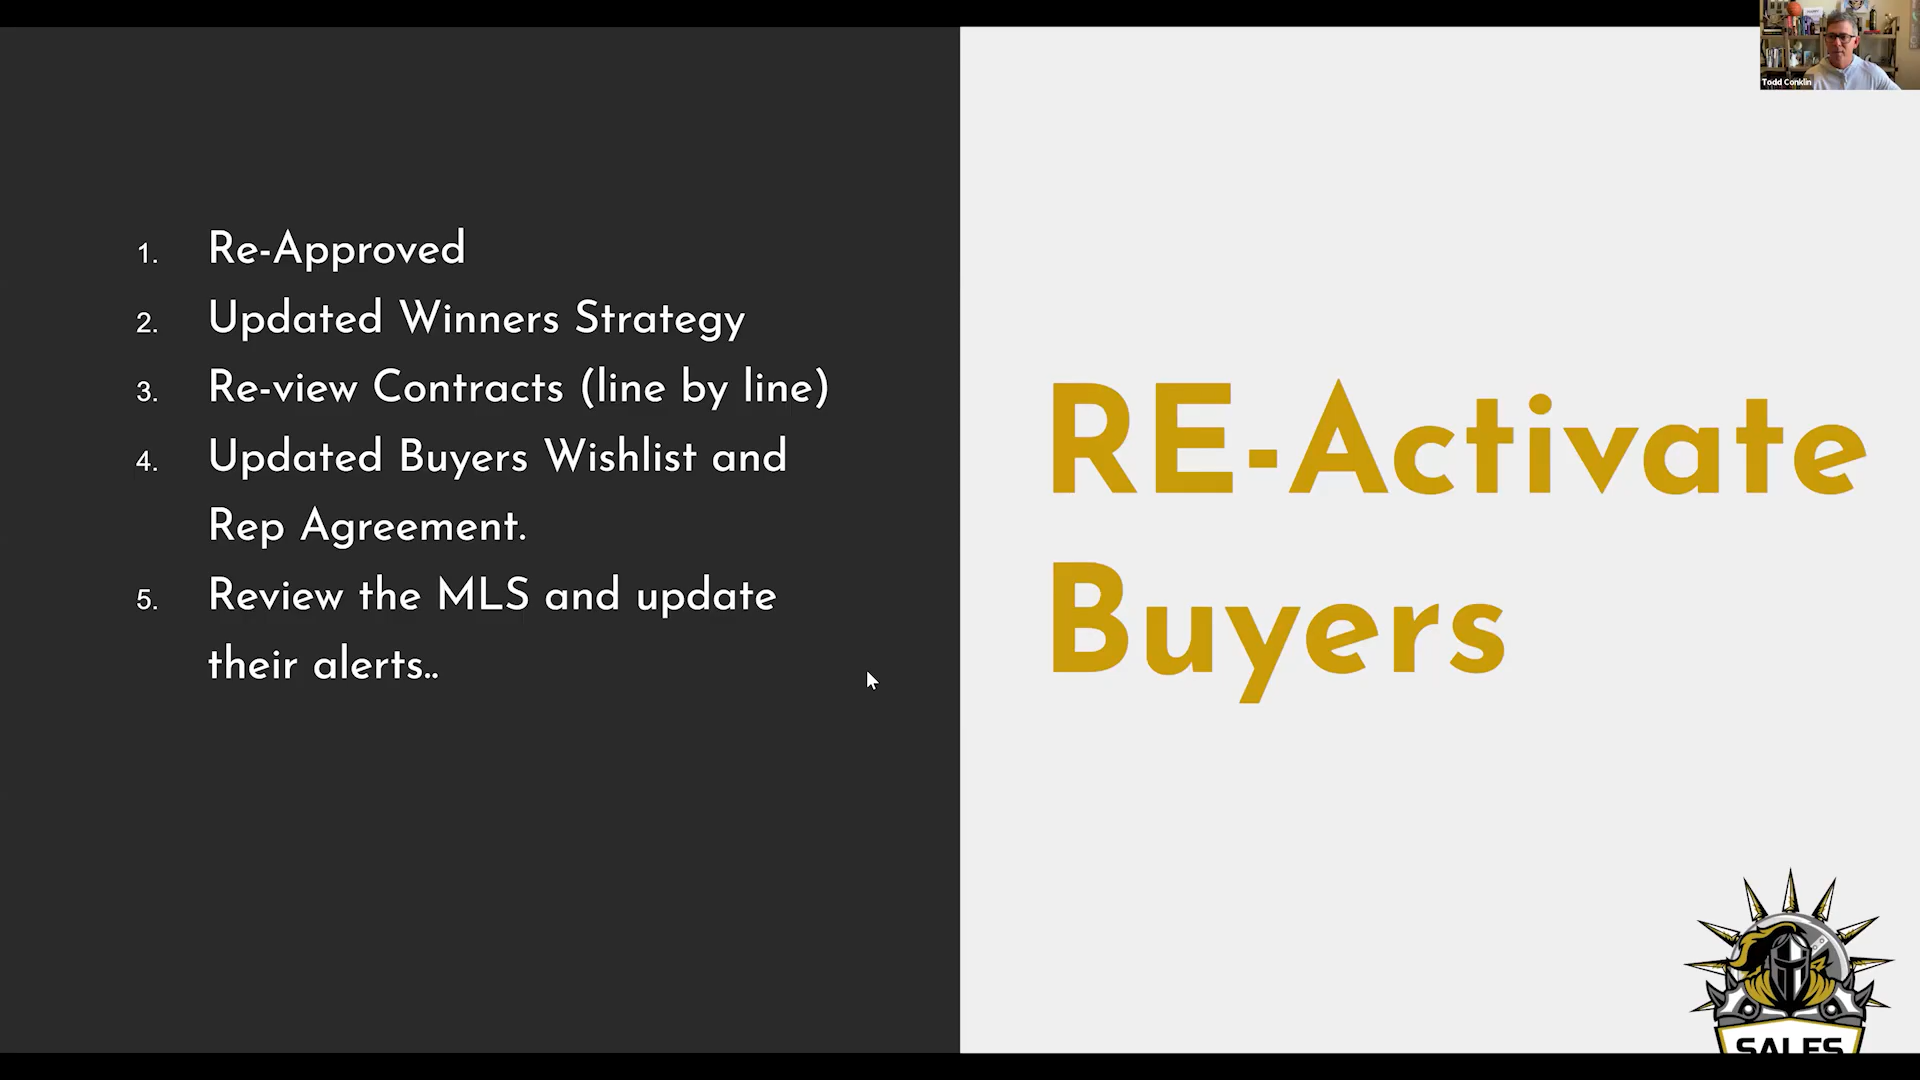 Todd Conklin
1. Re-Approved
2. Updated Winners Strategy
3. Re-view Contracts (line by line)
4. Updated Buyers Wishlist and
Rep Agreement.
5. Review the MLS and update
their alerts..
RE-Activate
Buyers
SALES